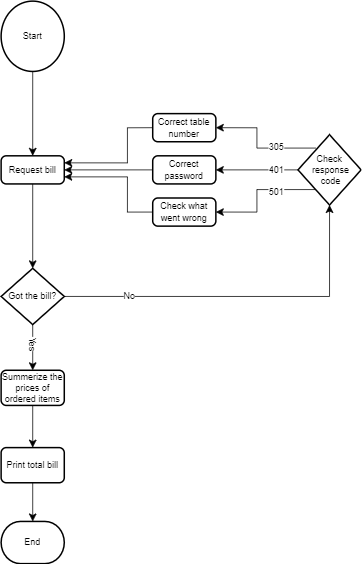 Start
Correct table
number
305
Check
response
code
Request bill
Correct
password
401
501
Check what
went wrong
Got the bill?
No
Yes
Summerize the
prices of
ordered items
Print total bill
End